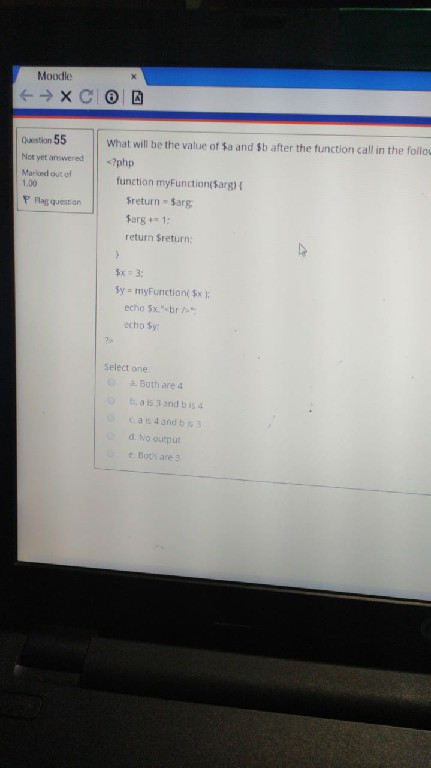 Moodle x
Question 55
Not yet answered
Marked out of
1.00
Flag question
What will be the value of $a and $b after the function call in the follow
<?php
function myFunction($arg) {
$return = $arg;
$arg += 1;
return $return;
}
$x = 3;
$y = myFunction( $x );
echo $x."<br />";
echo $y;
?>
Select one:
a. Both are 4
b. a is 3 and b is 4
c. a is 4 and b is 3
d. No output
e. Both are 3